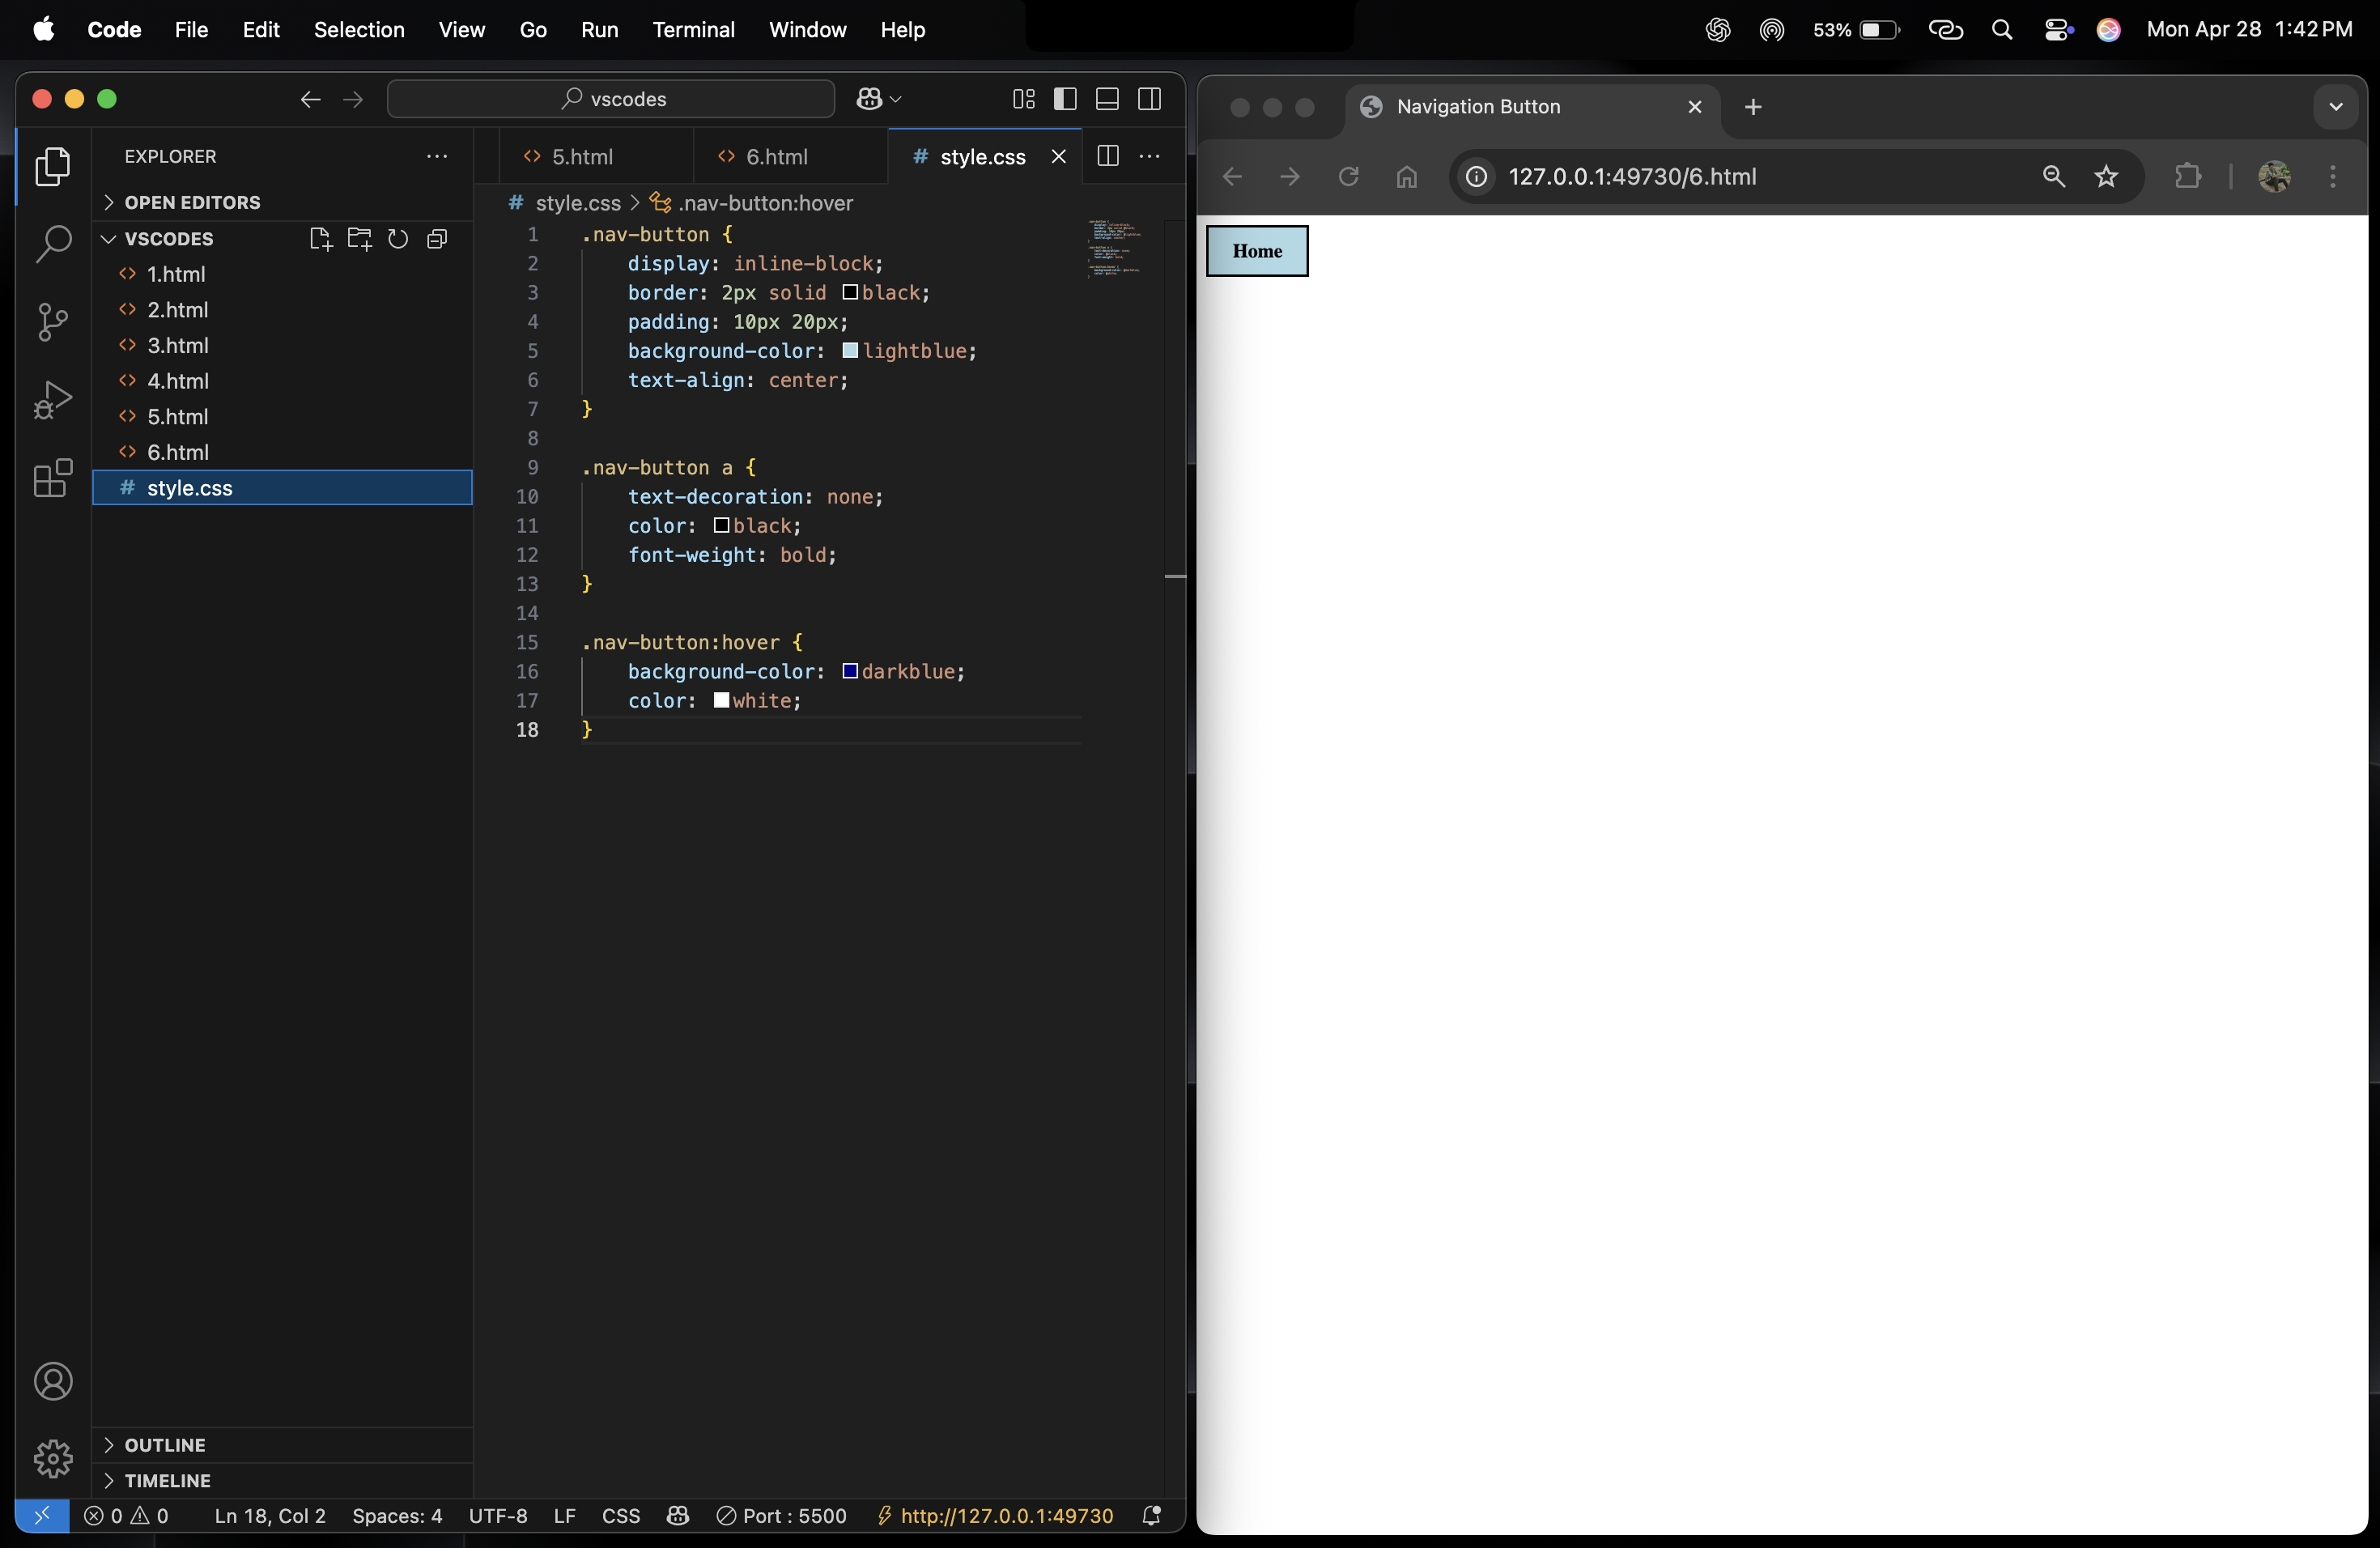 Code File Edit Selection View Go Run Terminal Window Help 53% Mon Apr 28 1:42 PM
vscodes
EXPLORER
OPEN EDITORS
VSCODES
1.html
2.html
3.html
4.html
5.html
6.html
style.css
OUTLINE
TIMELINE
5.html 6.html style.css
style.css > .nav-button:hover
1 .nav-button {
2 display: inline-block;
3 border: 2px solid black;
4 padding: 10px 20px;
5 background-color: lightblue;
6 text-align: center;
7 }
8
9 .nav-button a {
10 text-decoration: none;
11 color: black;
12 font-weight: bold;
13 }
14
15 .nav-button:hover {
16 background-color: darkblue;
17 color: white;
18 }
0 0 Ln 18, Col 2 Spaces: 4 UTF-8 LF CSS Port : 5500 http://127.0.0.1:49730
Navigation Button
127.0.0.1:49730/6.html
Home